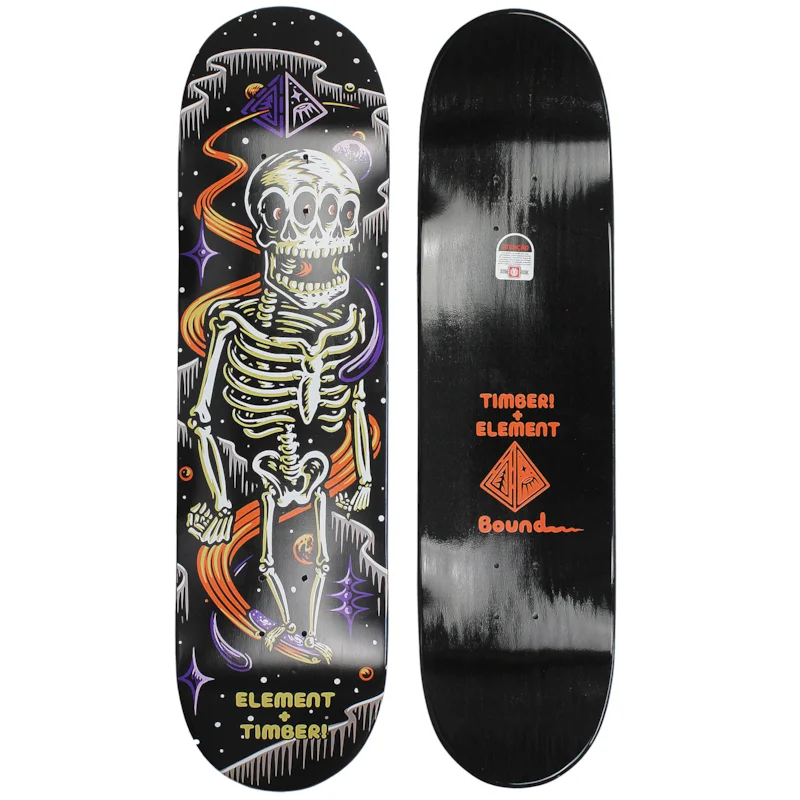 ELEMENT
+
TIMBER!
TIMBER!
+
ELEMENT
Bound